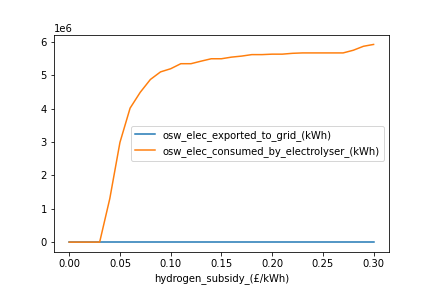 1e6
6
5
4
3
2
1
0
osw_elec_exported_to_grid_(kWh)
osw_elec_consumed_by_electrolyser_(kWh)
0.00 0.05 0.10 0.15 0.20 0.25 0.30
hydrogen_subsidy_(£/kWh)